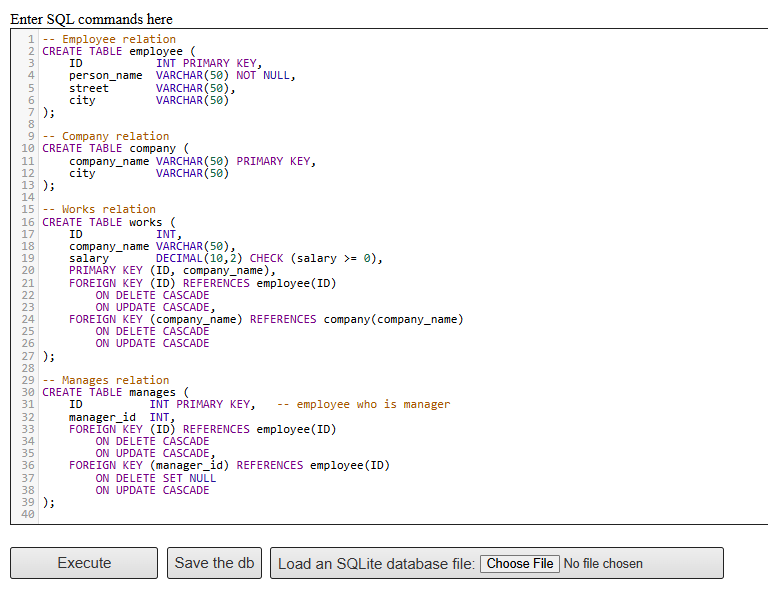 Enter SQL commands here
1 -- Employee relation
2 CREATE TABLE employee (
3     ID           INT PRIMARY KEY,
4     person_name  VARCHAR(50) NOT NULL,
5     street       VARCHAR(50),
6     city         VARCHAR(50)
7 );
8
9 -- Company relation
10 CREATE TABLE company (
11     company_name VARCHAR(50) PRIMARY KEY,
12     city         VARCHAR(50)
13 );
14
15 -- Works relation
16 CREATE TABLE works (
17     ID           INT,
18     company_name VARCHAR(50),
19     salary       DECIMAL(10,2) CHECK (salary >= 0),
20     PRIMARY KEY (ID, company_name),
21     FOREIGN KEY (ID) REFERENCES employee(ID)
22         ON DELETE CASCADE
23         ON UPDATE CASCADE,
24     FOREIGN KEY (company_name) REFERENCES company(company_name)
25         ON DELETE CASCADE
26         ON UPDATE CASCADE
27 );
28
29 -- Manages relation
30 CREATE TABLE manages (
31     ID          INT PRIMARY KEY,   -- employee who is manager
32     manager_id  INT,
33     FOREIGN KEY (ID) REFERENCES employee(ID)
34         ON DELETE CASCADE
35         ON UPDATE CASCADE,
36     FOREIGN KEY (manager_id) REFERENCES employee(ID)
37         ON DELETE SET NULL
38         ON UPDATE CASCADE
39 );
40
Execute Save the db Load an SQLite database file: Choose File No file chosen